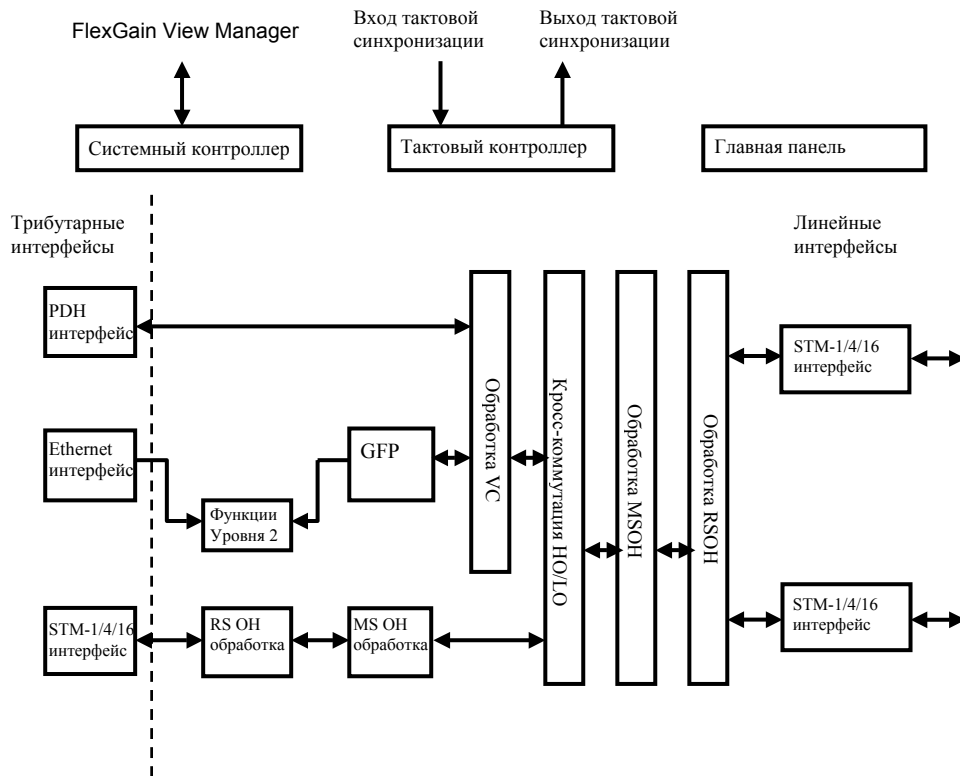 FlexGain View Manager
Вход тактовой
синхронизации
Выход тактовой
синхронизации
Системный контроллер
Тактовый контроллер
Главная панель
Трибутарные
интерфейсы
Линейные
интерфейсы
PDH
интерфейс
Ethernet
интерфейс
GFP
Функции
Уровня 2
STM-1/4/16
интерфейс
RS OH
обработка
MS OH
обработка
Обработка VC
Кросс-коммутация HO/LO
Обработка MSOH
Обработка RSOH
STM-1/4/16
интерфейс
STM-1/4/16
интерфейс